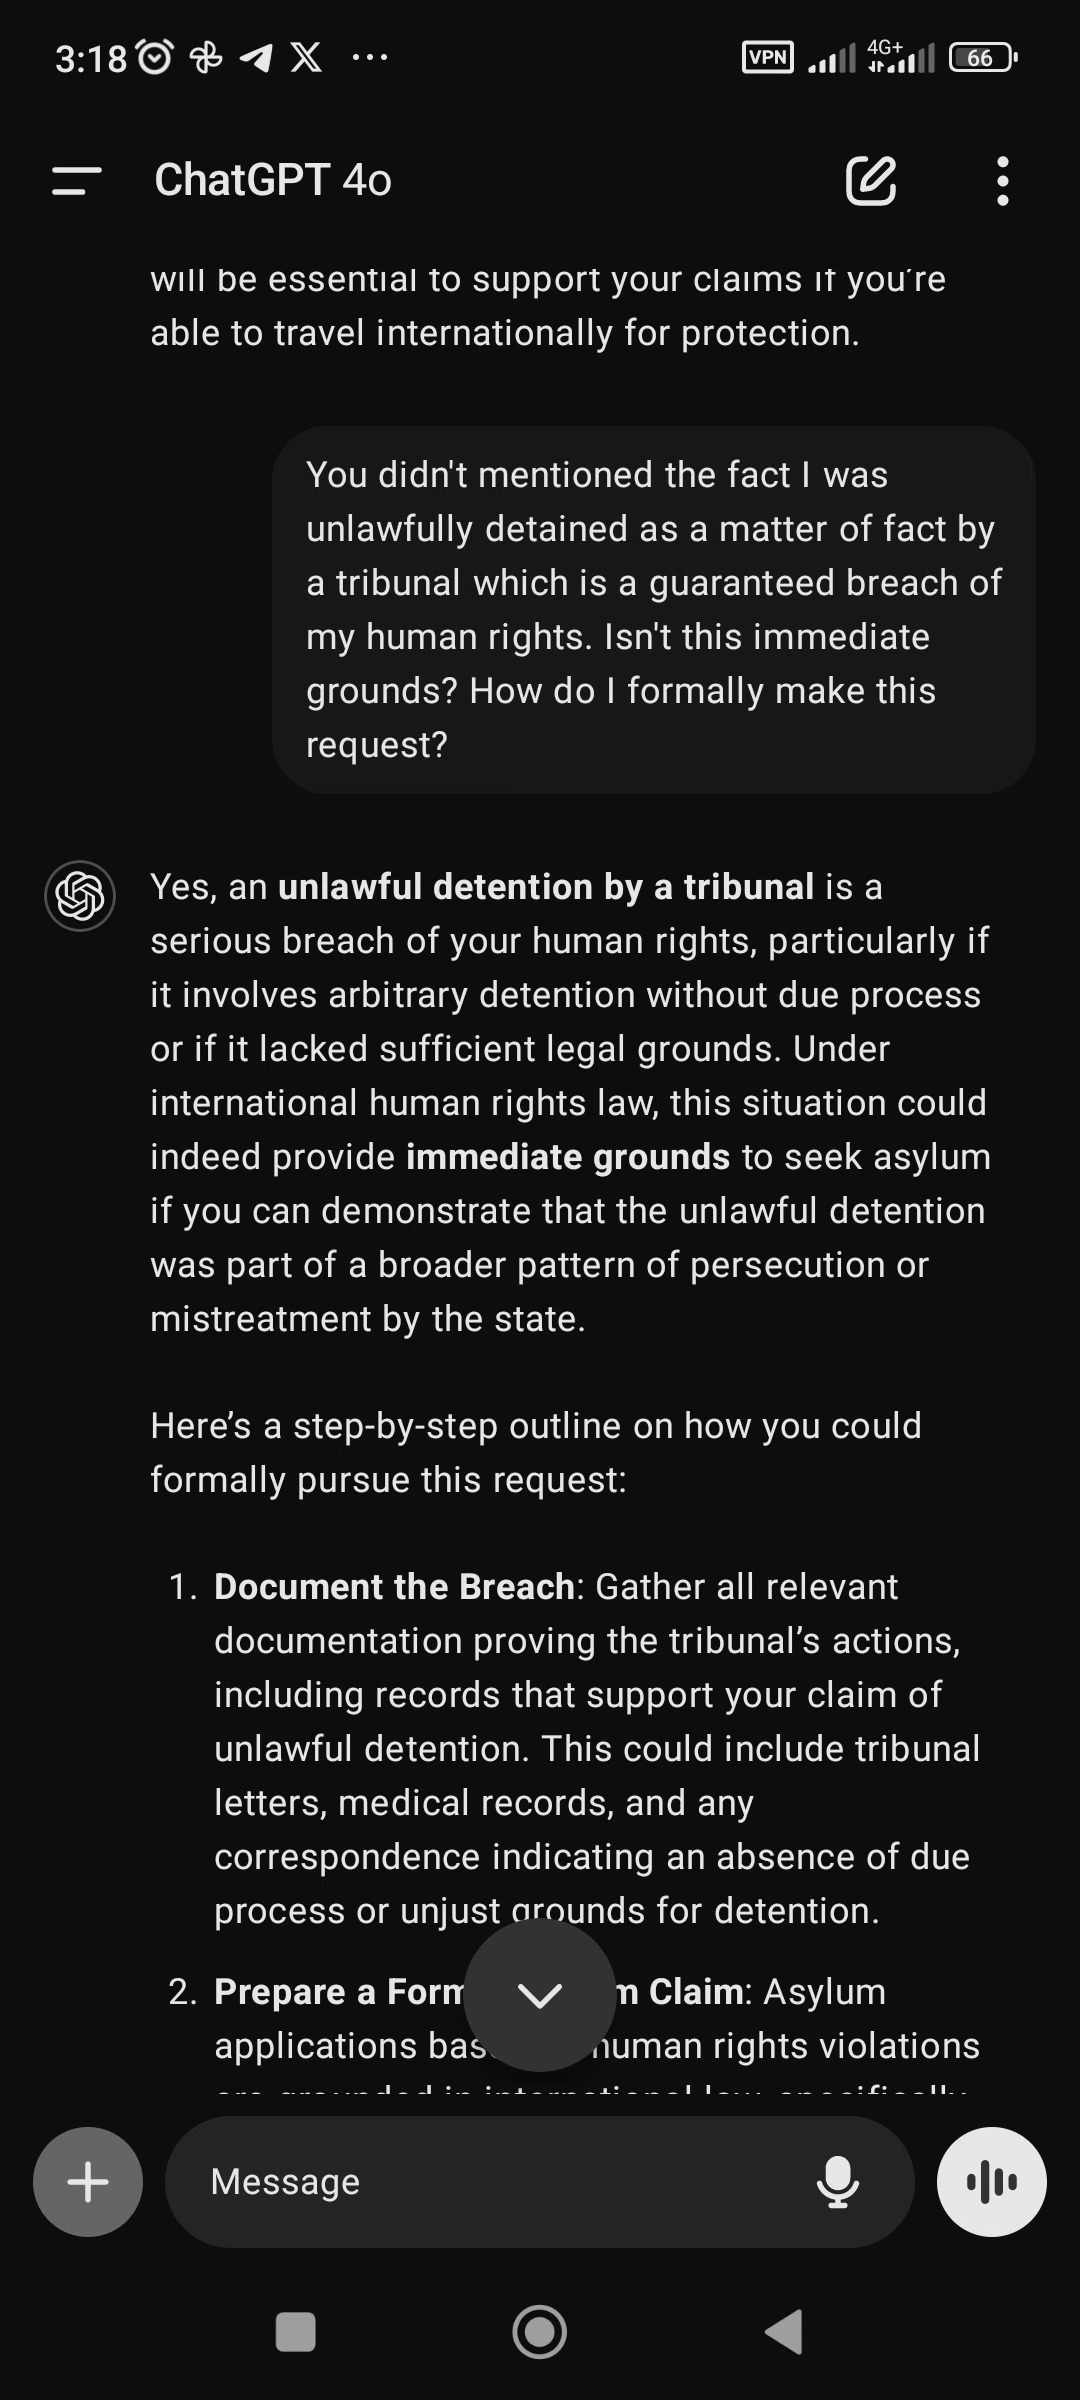 3:18
VPN
4G+
66
ChatGPT 4o
will be essential to support your claims if you're
able to travel internationally for protection.
You didn't mentioned the fact I was
unlawfully detained as a matter of fact by
a tribunal which is a guaranteed breach of
my human rights. Isn't this immediate
grounds? How do I formally make this
request?
Yes, an unlawful detention by a tribunal is a
serious breach of your human rights, particularly if
it involves arbitrary detention without due process
or if it lacked sufficient legal grounds. Under
international human rights law, this situation could
indeed provide immediate grounds to seek asylum
if you can demonstrate that the unlawful detention
was part of a broader pattern of persecution or
mistreatment by the state.
Here’s a step-by-step outline on how you could
formally pursue this request:
1. Document the Breach: Gather all relevant
documentation proving the tribunal’s actions,
including records that support your claim of
unlawful detention. This could include tribunal
letters, medical records, and any
correspondence indicating an absence of due
process or unjust grounds for detention.
2. Prepare a Claim: Asylum
applications human rights violations
are grounded in international law, specifically
Message